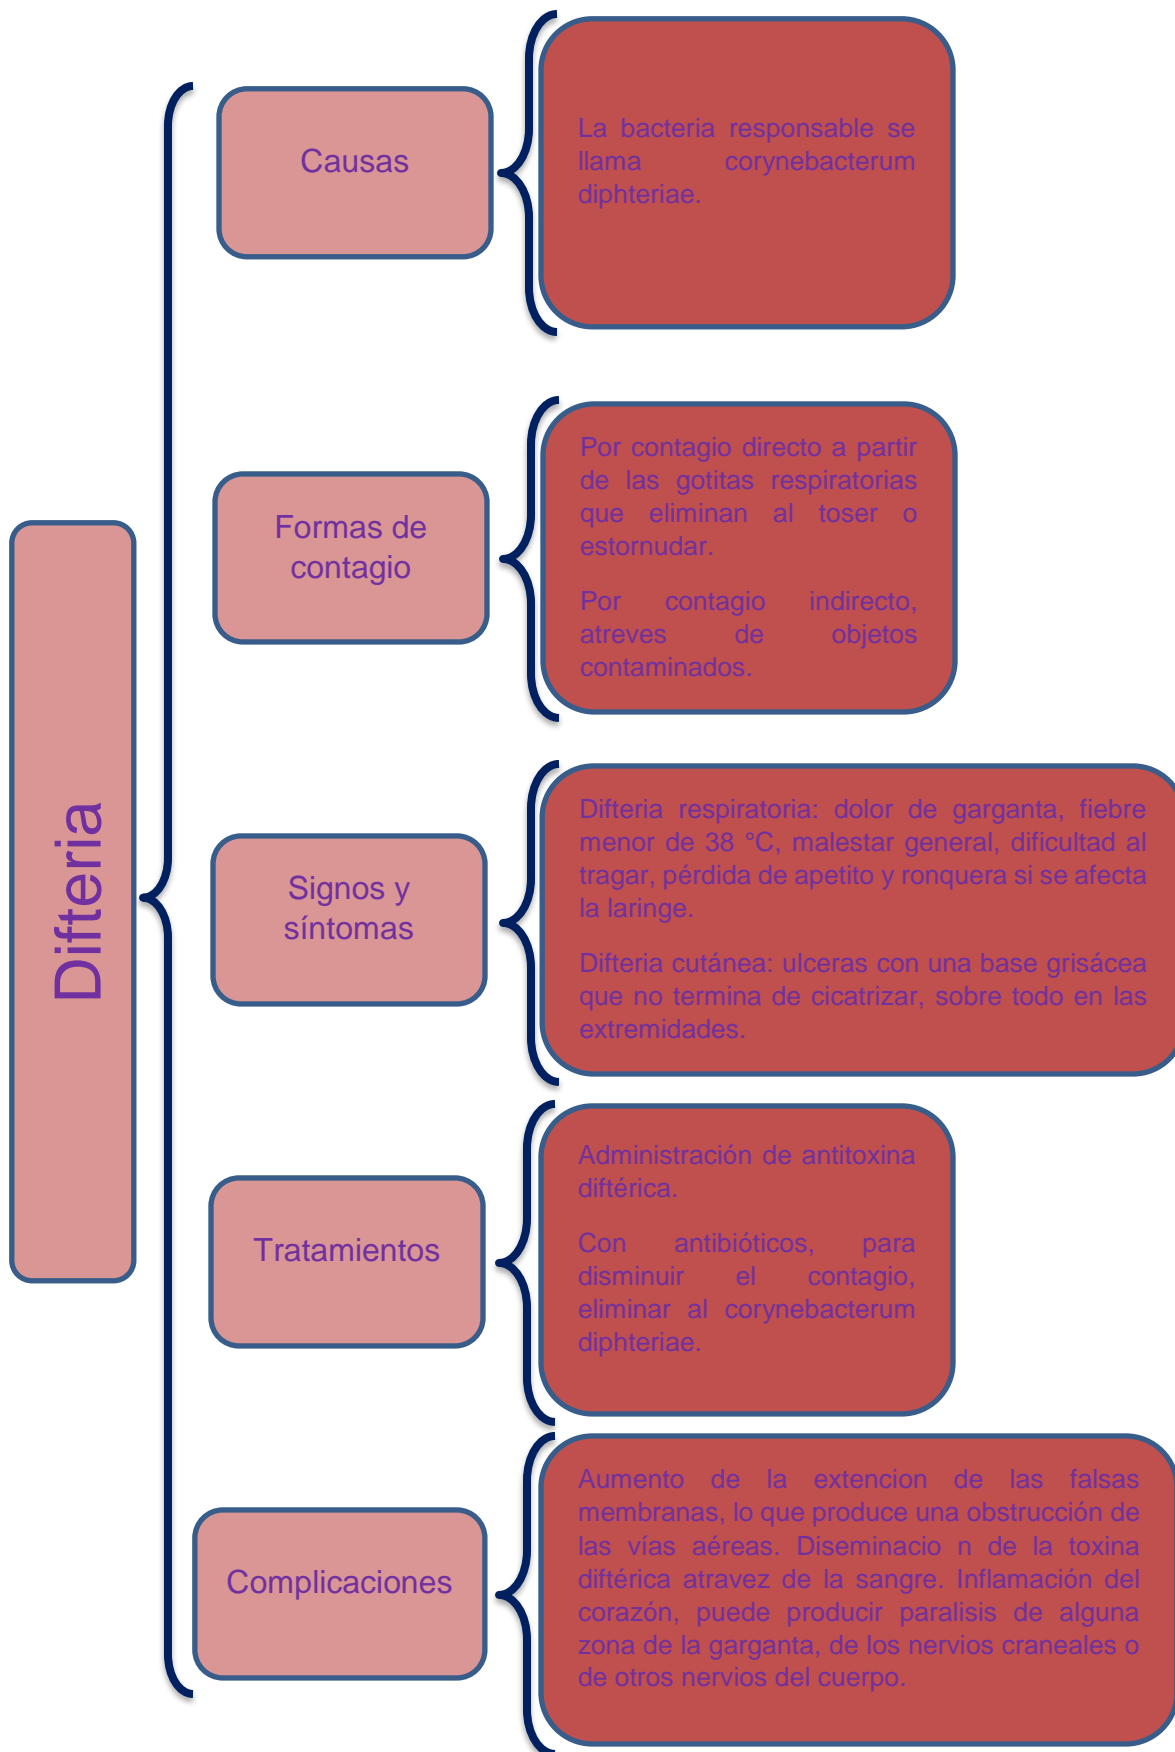 Difteria
Causas
La bacteria responsable se
llama corynebacterum
diphteriae.
Formas de
contagio
Por contagio directo a partir
de las gotitas respiratorias
que eliminan al toser o
estornudar.
Por contagio indirecto,
atreves de objetos
contaminados.
Signos y
síntomas
Difteria respiratoria: dolor de garganta, fiebre
menor de 38 °C, malestar general, dificultad al
tragar, pérdida de apetito y ronquera si se afecta
la laringe.
Difteria cutánea: ulceras con una base grisácea
que no termina de cicatrizar, sobre todo en las
extremidades.
Tratamientos
Administración de antitoxina
diftérica.
Con antibióticos, para
disminuir el contagio,
eliminar al corynebacterum
diphteriae.
Complicaciones
Aumento de la extencion de las falsas
membranas, lo que produce una obstrucción de
las vías aéreas. Diseminacio n de la toxina
diftérica atravez de la sangre. Inflamación del
corazón, puede producir paralisis de alguna
zona de la garganta, de los nervios craneales o
de otros nervios del cuerpo.